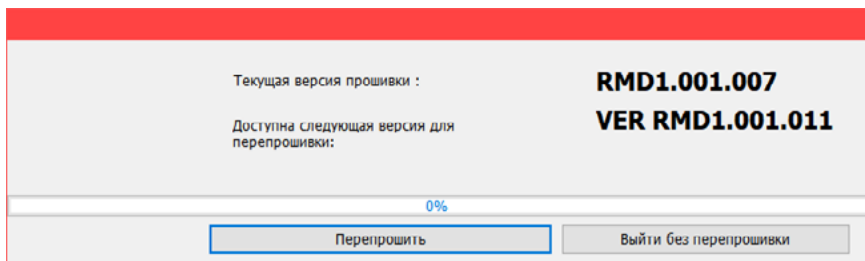 Текущая версия прошивки : RMD1.001.007
Доступна следующая версия для VER RMD1.001.011
перепрошивки:
0%
Перепрошить Выйти без перепрошивки